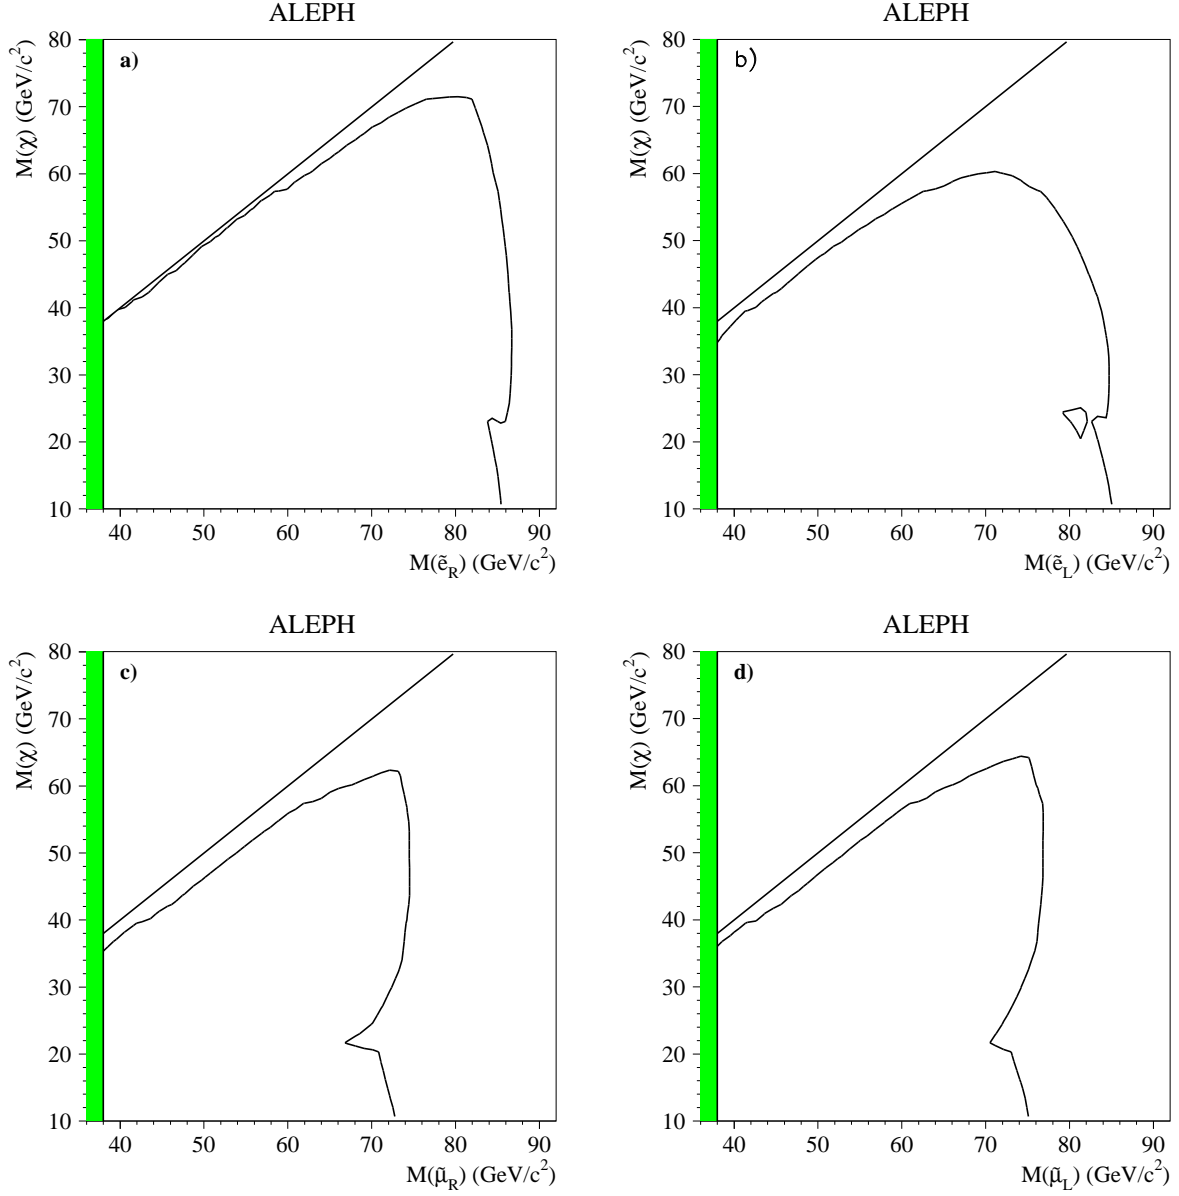 ALEPH
ALEPH
M(χ) (GeV/c²)
80
70
60
50
40
30
20
10
a)
40 50 60 70 80 90
M(ẽ_R) (GeV/c²)
M(χ) (GeV/c²)
80
70
60
50
40
30
20
10
b)
40 50 60 70 80 90
M(ẽ_L) (GeV/c²)
ALEPH
ALEPH
M(χ) (GeV/c²)
80
70
60
50
40
30
20
10
c)
40 50 60 70 80 90
M(μ̃_R) (GeV/c²)
M(χ) (GeV/c²)
80
70
60
50
40
30
20
10
d)
40 50 60 70 80 90
M(μ̃_L) (GeV/c²)